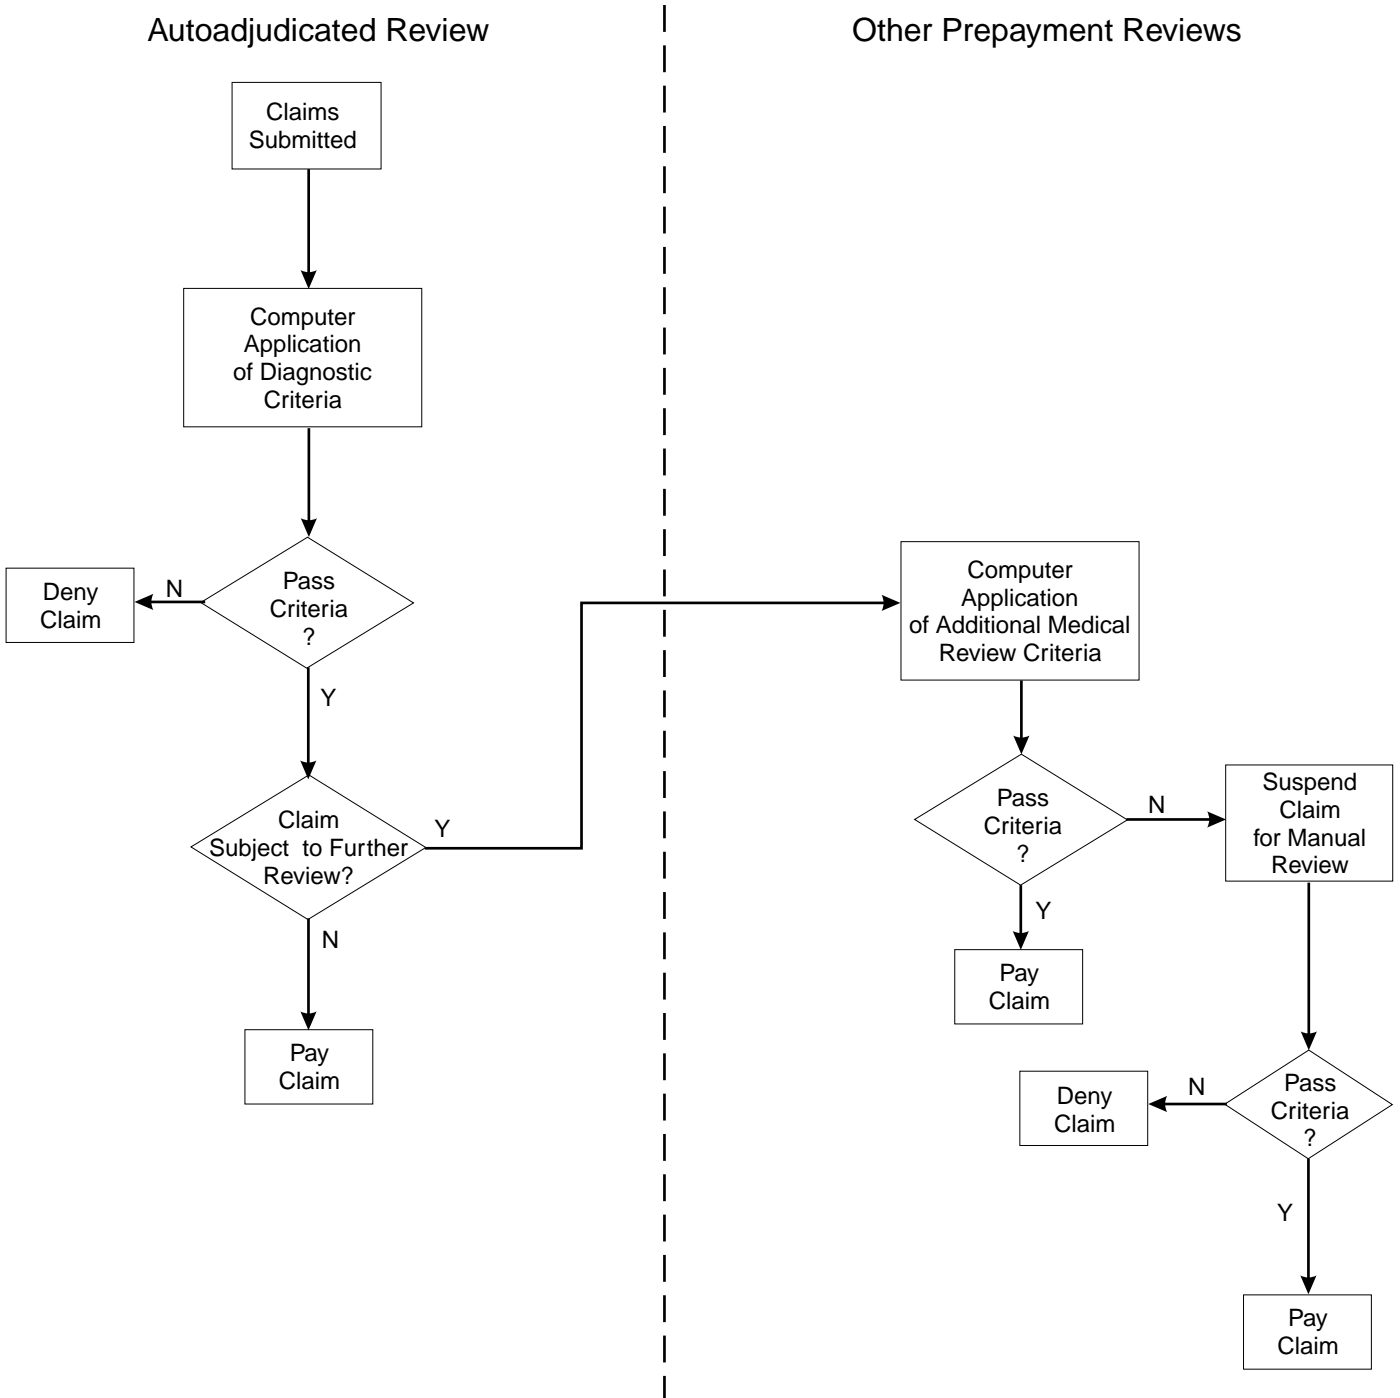 Autoadjudicated Review
Claims
Submitted
Computer
Application
of Diagnostic
Criteria
Pass
Criteria
?
N
Deny
Claim
Y
Claim
Subject to Further
Review?
Y
N
Pay
Claim
Other Prepayment Reviews
Computer
Application
of Additional Medical
Review Criteria
Pass
Criteria
?
N
Y
Pay
Claim
Suspend
Claim
for Manual
Review
Pass
Criteria
?
N
Deny
Claim
Y
Pay
Claim